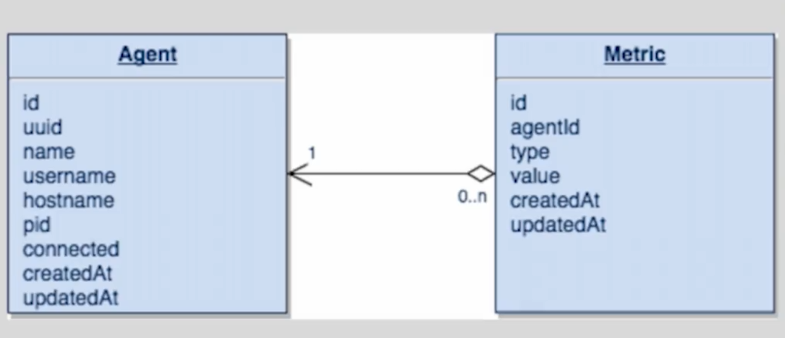 Agent
id
uuid
name
username
hostname
pid
connected
createdAt
updatedAt
1
0..n
Metric
id
agentId
type
value
createdAt
updatedAt